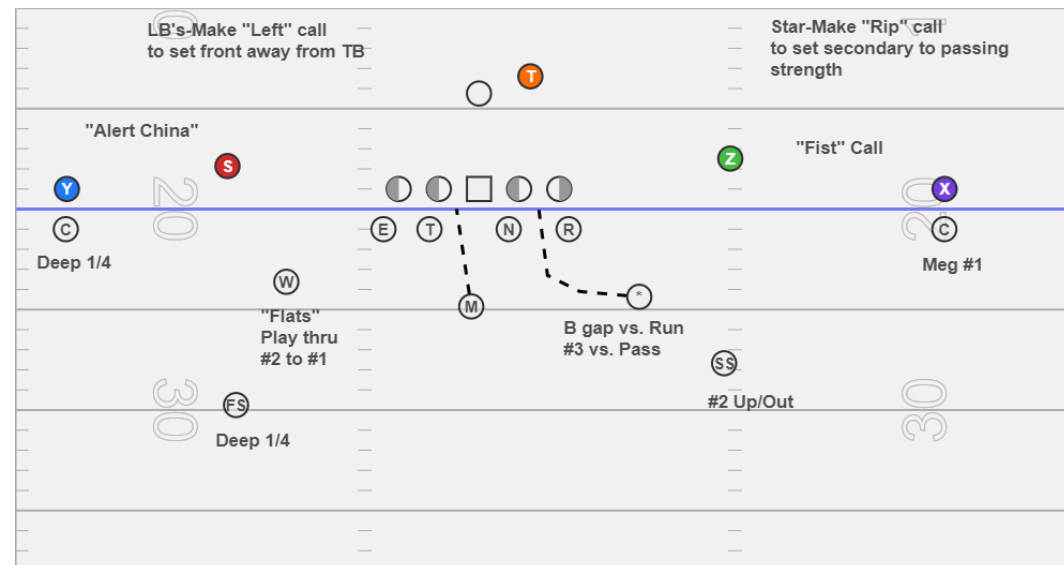 LB's-Make "Left" call
to set front away from TB
Star-Make "Rip" call
to set secondary to passing
strength
T
"Alert China"
"Fist" Call
S
Z
Y
X
20
20
C
E
T
N
R
C
Deep 1/4
Meg #1
W
M
*
"Flats"
Play thru
#2 to #1
B gap vs. Run
#3 vs. Pass
SS
#2 Up/Out
FS
30
30
Deep 1/4